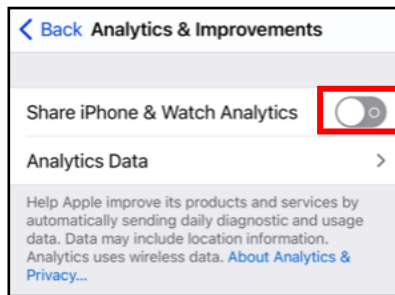 Back Analytics & Improvements
Share iPhone & Watch Analytics
Analytics Data
Help Apple improve its products and services by
automatically sending daily diagnostic and usage
data. Data may include location information.
Analytics uses wireless data. About Analytics &
Privacy...